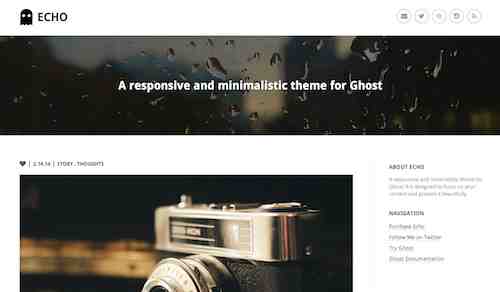 ECHO
A responsive and minimalistic theme for Ghost
2.16.14 | STORY, THOUGHTS
ABOUT ECHO
A responsive and minimalistic theme for
Ghost. It is designed to focus on your
content and present it beautifully.
NAVIGATION
Purchase Echo
Follow Me on Twitter
Try Ghost
Ghost Documentation